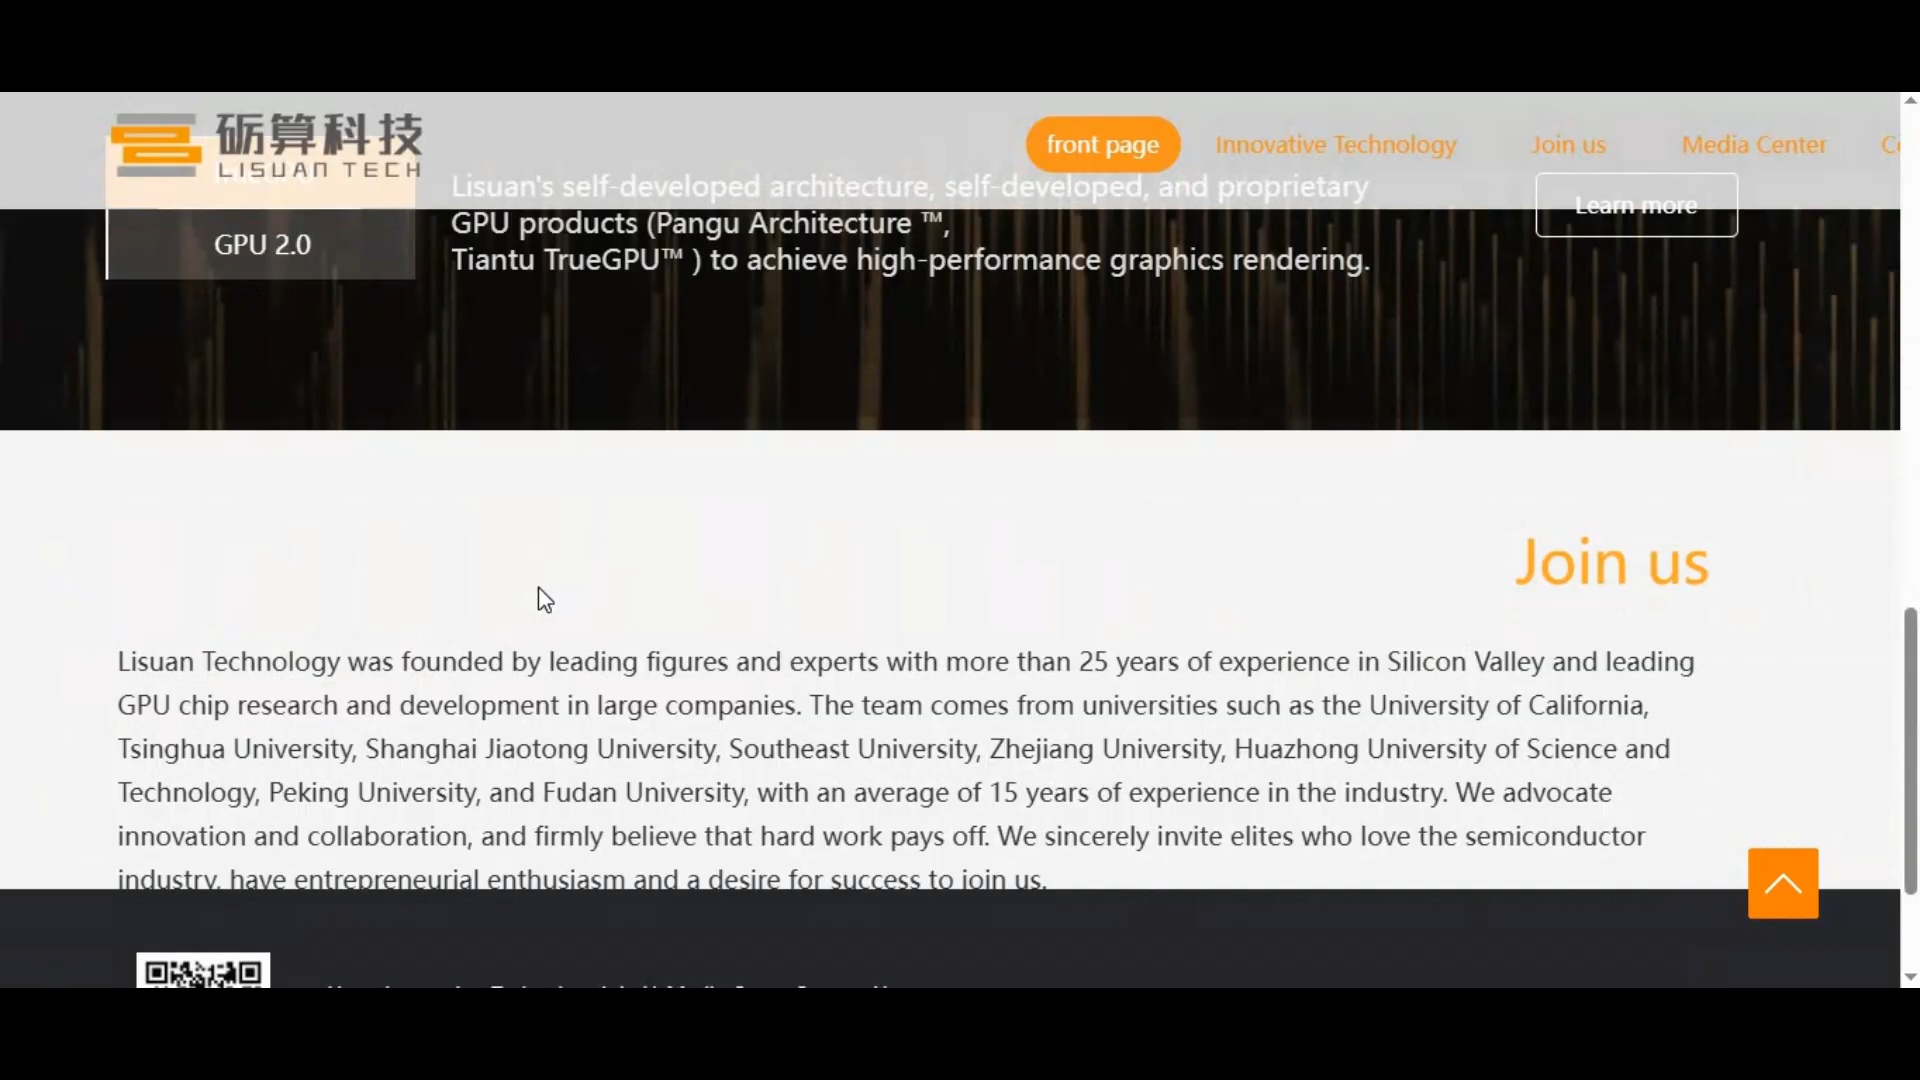 砺算科技
LISUAN TECH
front page
Innovative Technology
Join us
Media Center
Lisuan's self-developed architecture, self-developed, and proprietary
GPU products (Pangu Architecture ™,
Tiantu TrueGPU™ ) to achieve high-performance graphics rendering.
Learn more
GPU 2.0
Join us
Lisuan Technology was founded by leading figures and experts with more than 25 years of experience in Silicon Valley and leading
GPU chip research and development in large companies. The team comes from universities such as the University of California,
Tsinghua University, Shanghai Jiaotong University, Southeast University, Zhejiang University, Huazhong University of Science and
Technology, Peking University, and Fudan University, with an average of 15 years of experience in the industry. We advocate
innovation and collaboration, and firmly believe that hard work pays off. We sincerely invite elites who love the semiconductor
industry, have entrepreneurial enthusiasm and a desire for success to join us.